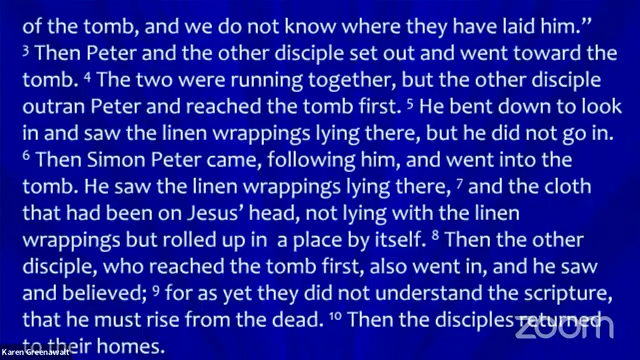 of the tomb, and we do not know where they have laid him.”
³ Then Peter and the other disciple set out and went toward the
tomb. ⁴ The two were running together, but the other disciple
outran Peter and reached the tomb first. ⁵ He bent down to look
in and saw the linen wrappings lying there, but he did not go in.
⁶ Then Simon Peter came, following him, and went into the
tomb. He saw the linen wrappings lying there, ⁷ and the cloth
that had been on Jesus’ head, not lying with the linen
wrappings but rolled up in a place by itself. ⁸ Then the other
disciple, who reached the tomb first, also went in, and he saw
and believed; ⁹ for as yet they did not understand the scripture,
that he must rise from the dead. ¹⁰ Then the disciples returned
to their homes.
zoom
Karen Greenawalt